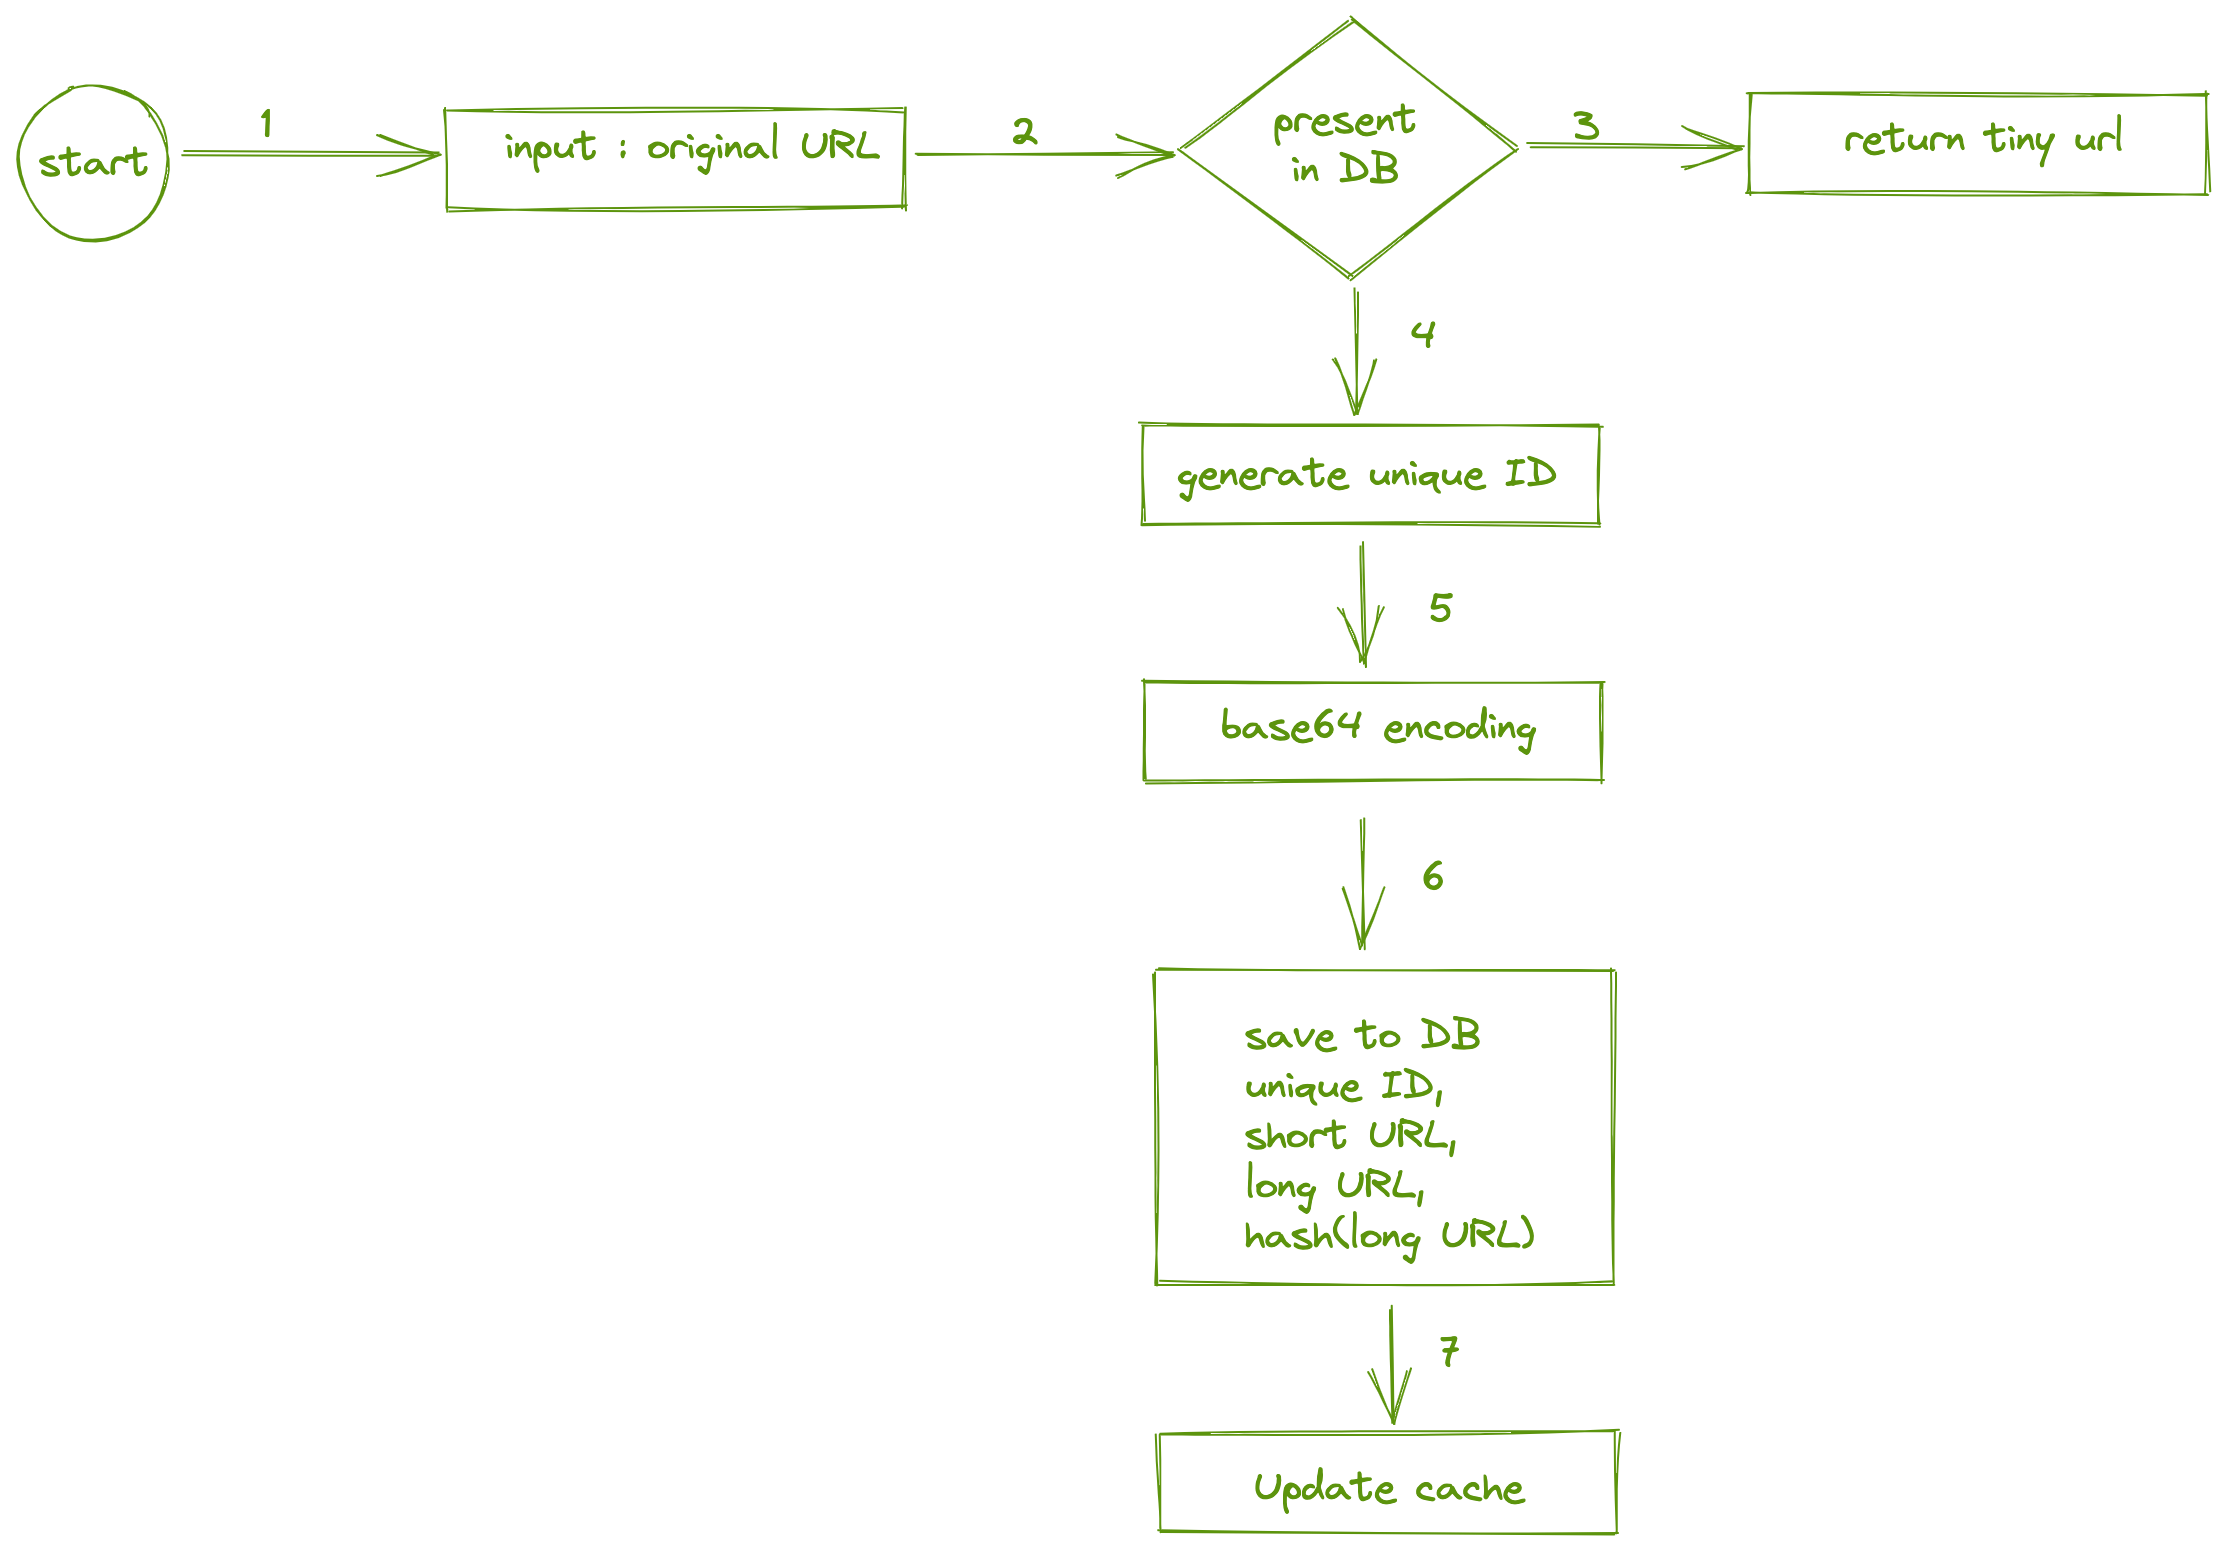 start
1
input : original URL
2
present
in DB
3
return tiny url
4
generate unique ID
5
base64 encoding
6
save to DB
unique ID,
short URL,
long URL,
hash(long URL)
7
Update cache